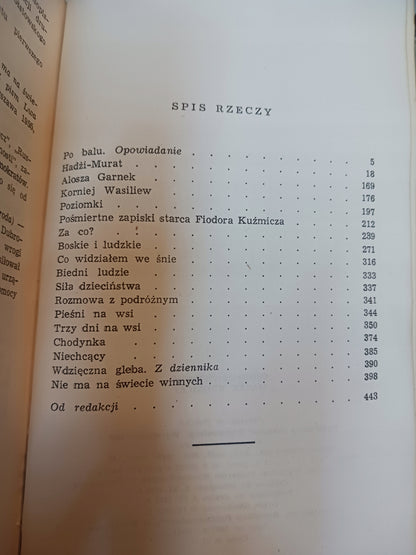 SPIS RZECZY
Po balu. Opowiadanie . . . . . . . . . . 5
Hadżi-Murat . . . . . . . . . . 18
Alosza Garnek . . . . . . . . . . 169
Korniej Wasiliew . . . . . . . . . . 176
Poziomki . . . . . . . . . . 197
Pośmiertne zapiski starca Fiodora Kuźmicza . . . . . 212
Za co? . . . . . . . . . . 239
Boskie i ludzkie . . . . . . . . . . 271
Co widziałem we śnie . . . . . . . . . . 316
Biedni ludzie . . . . . . . . . . 333
Siła dzieciństwa . . . . . . . . . . 337
Rozmowa z podróżnym . . . . . . . . . . 341
Pieśni na wsi . . . . . . . . . . 344
Trzy dni na wsi . . . . . . . . . . 350
Chodynka . . . . . . . . . . 374
Niechcący . . . . . . . . . . 385
Wdzięczna gleba. Z dziennika . . . . . . . . 390
Nie ma na świecie winnych . . . . . . . . 398
Od redakcji . . . . . . . . . . 443